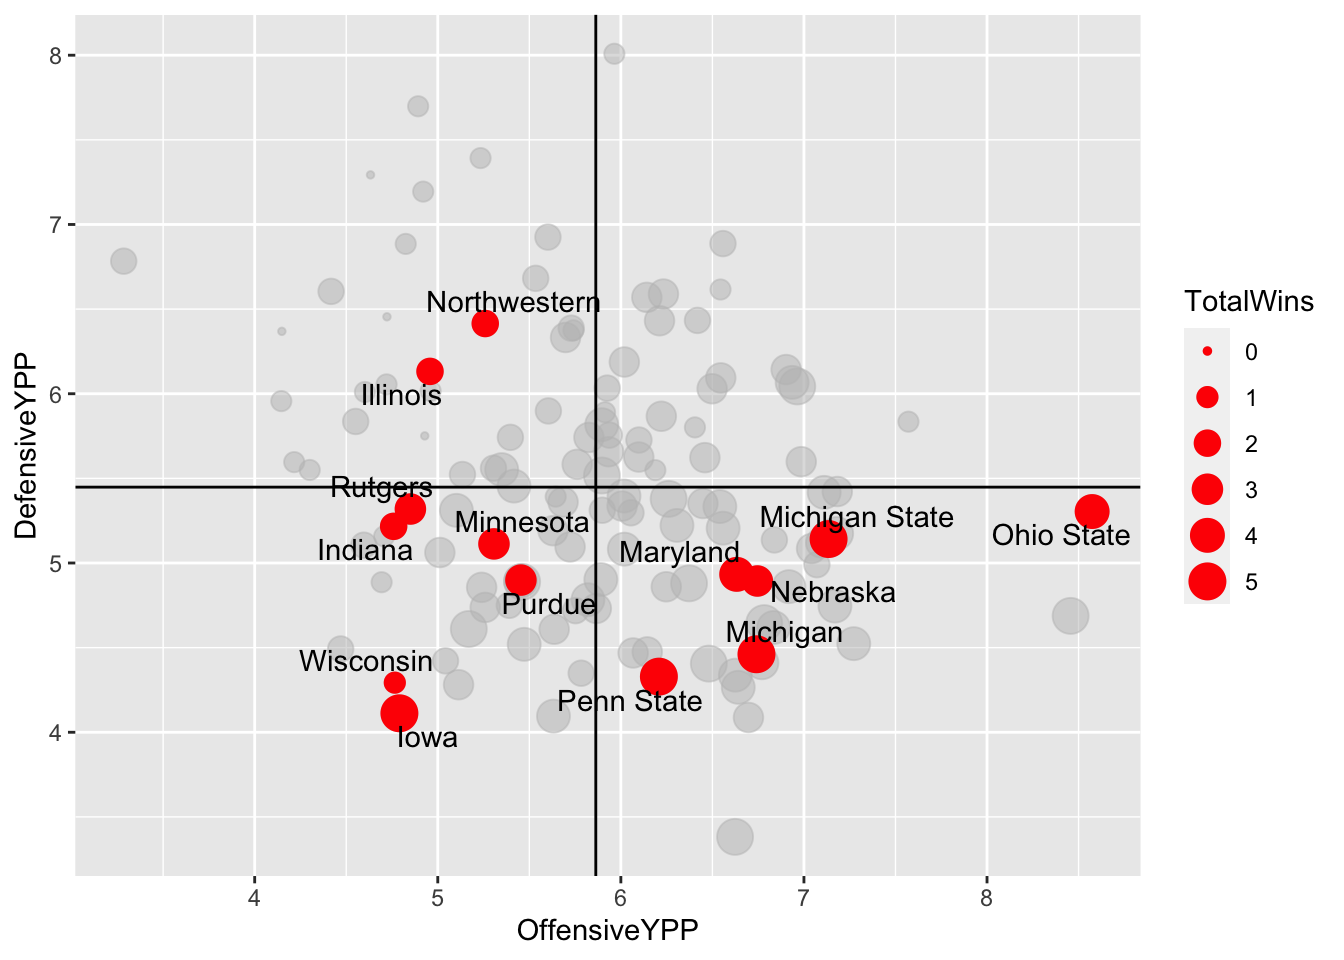 8
7
6
5
4
DefensiveYPP
Northwestern
Illinois
Rutgers
Minnesota
Michigan State
Indiana
Maryland
Ohio State
Purdue
Nebraska
Michigan
Wisconsin
Penn State
Iowa
4
5
6
7
8
OffensiveYPP
TotalWins
0
1
2
3
4
5